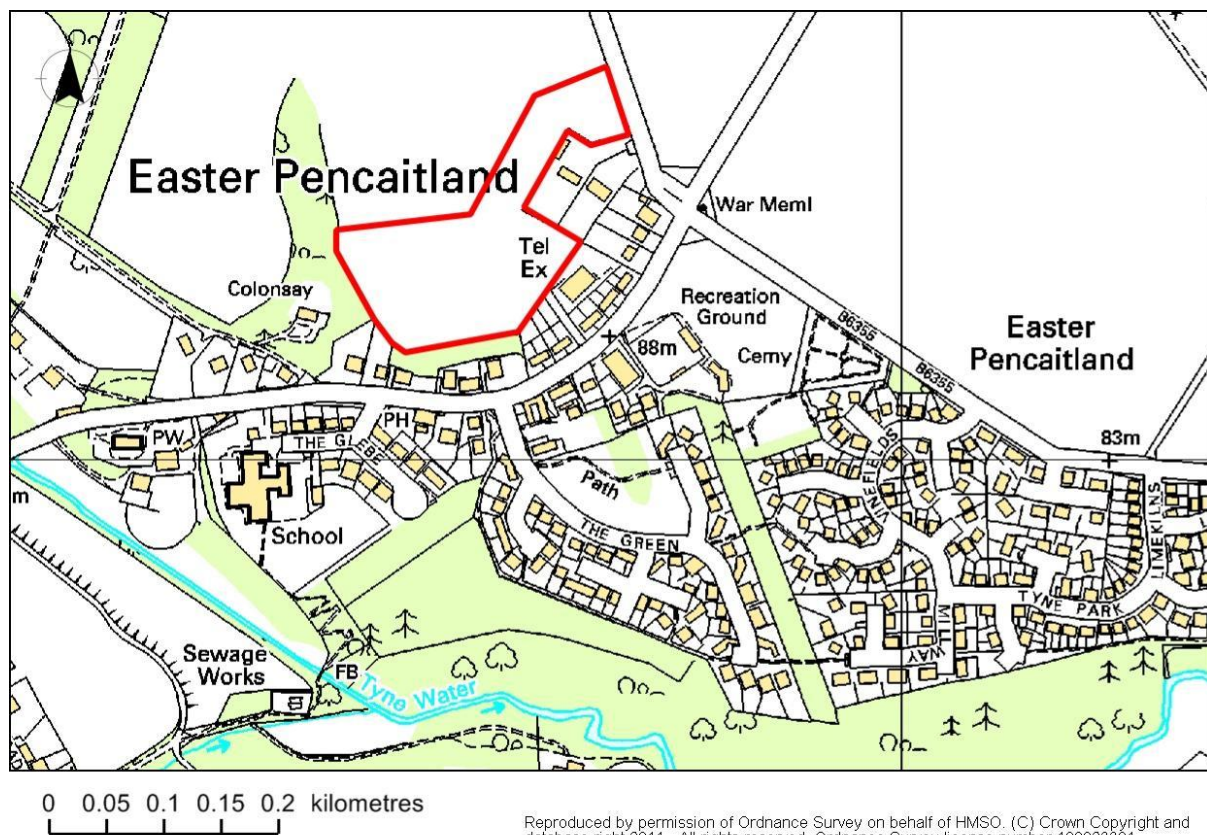 Easter Pencaitland
War Meml
Tel
Ex
Colonsay
Recreation
Ground
B6355
Easter
Pencaitland
88m
Cemy
B6355
83m
PH
PW
THE GLEBE
VINEFIELDS
m
Path
School
THE GREEN
LIMEKILNS
TYNE PARK
MILL WAY
Sewage
Works
FB
Tyne Water
0 0.05 0.1 0.15 0.2 kilometres
Reproduced by permission of Ordnance Survey on behalf of HMSO. (C) Crown Copyright and